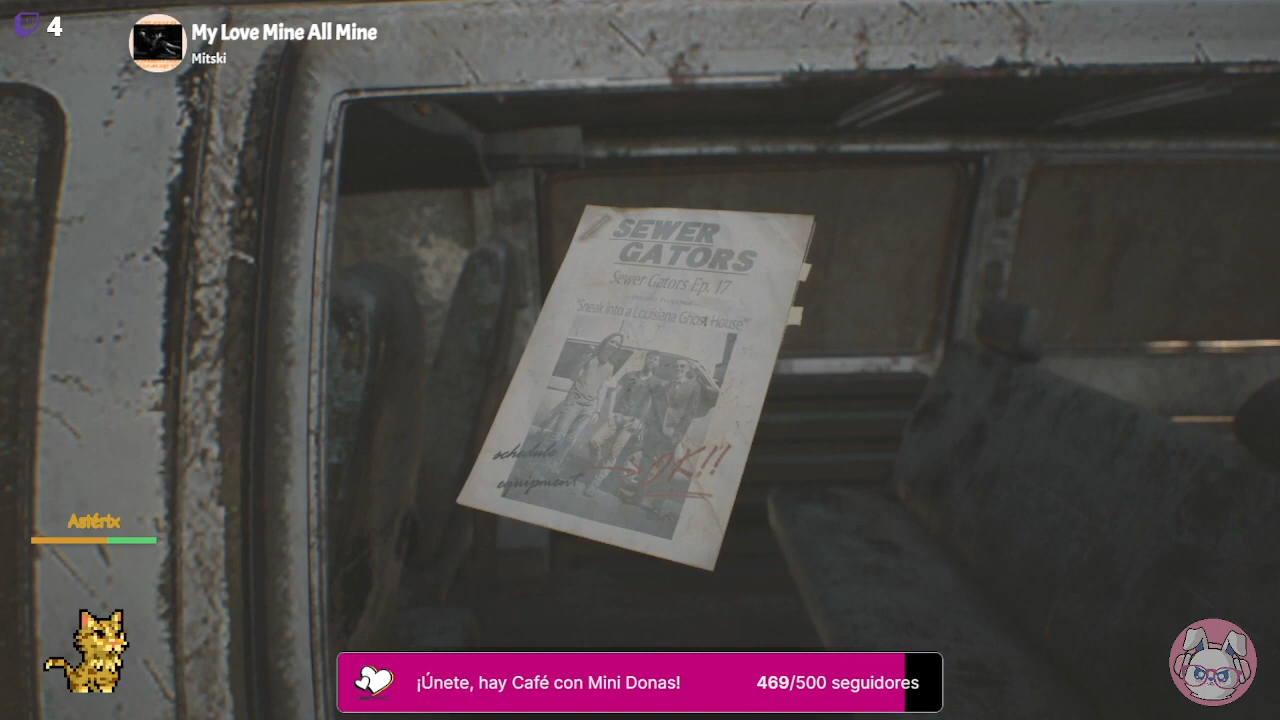 4
My Love Mine All Mine
Mitski
SEWER
GATORS
Sewer Gators Ep. 17
"Sneak into a Louisiana Ghost House"
schedule
equipment
OK!!
Astérix
¡Únete, hay Café con Mini Donas!
469/500 seguidores